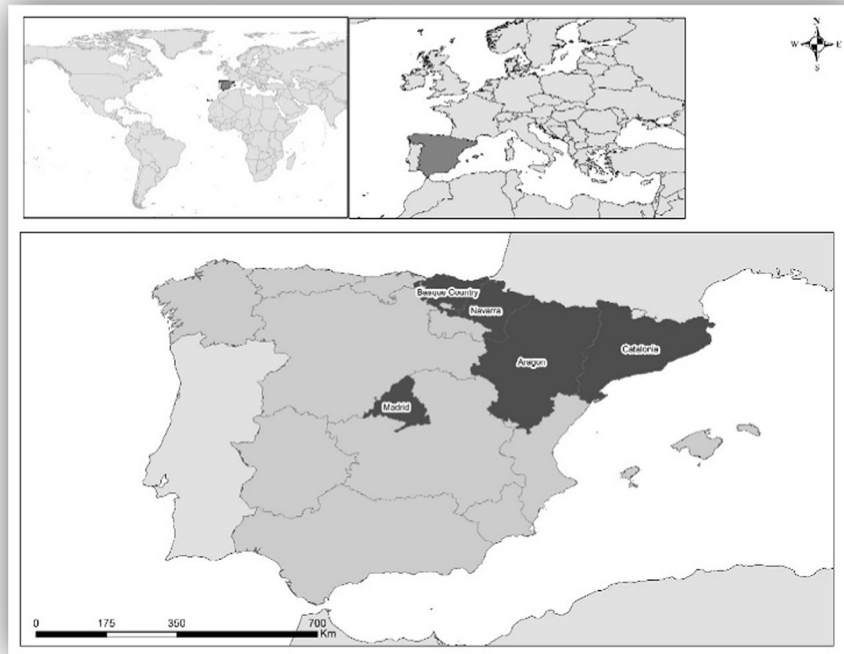 N
W E
S
Basque Country
Navarra
Aragon
Catalonia
Madrid
0 175 350 700
Km